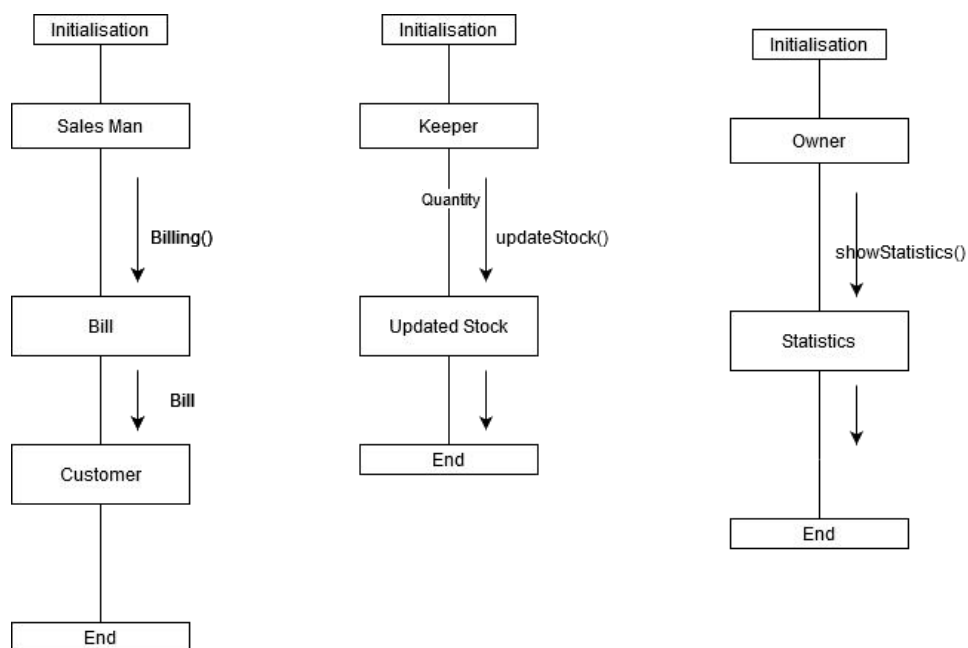 Initialisation
Sales Man
Billing()
Bill
Bill
Customer
End
Initialisation
Keeper
Quantity
updateStock()
Updated Stock
End
Initialisation
Owner
showStatistics()
Statistics
End